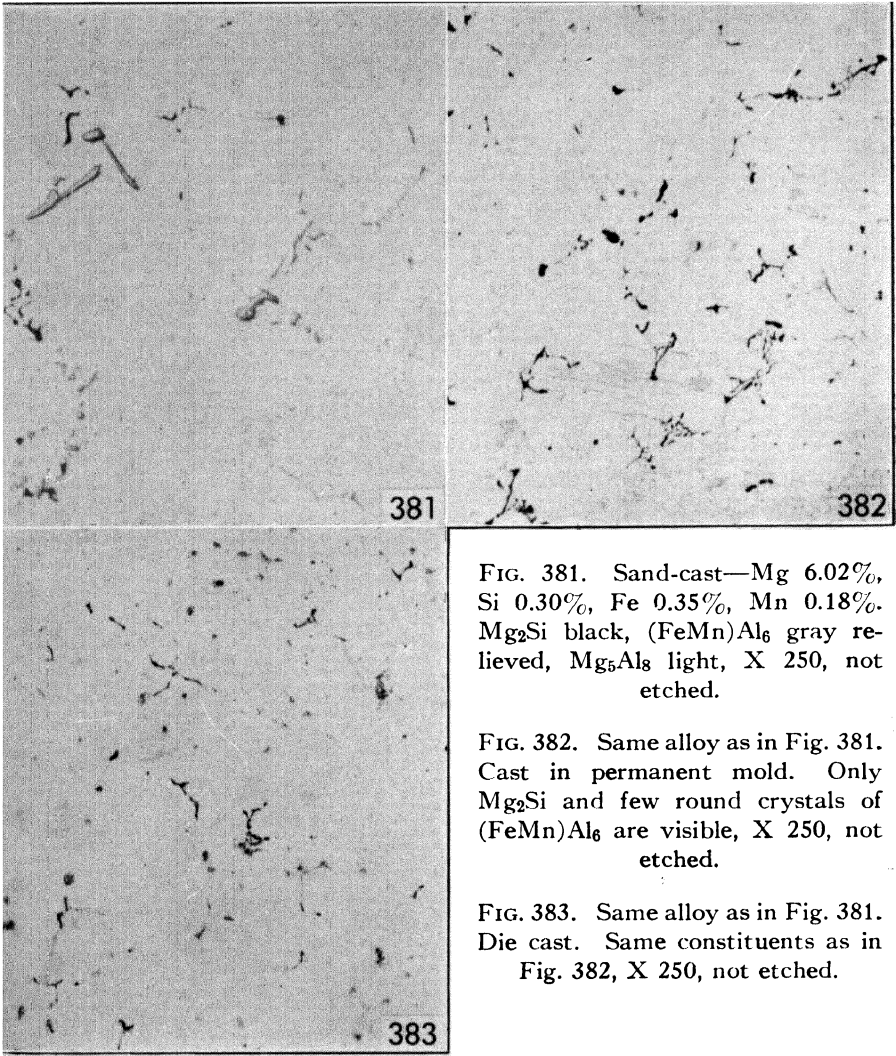 381
382
383
FIG. 381. Sand-cast—Mg 6.02%,
Si 0.30%, Fe 0.35%, Mn 0.18%.
Mg₂Si black, (FeMn)Al₆ gray re-
lieved, Mg₅Al₈ light, X 250, not
etched.
FIG. 382. Same alloy as in Fig. 381.
Cast in permanent mold. Only
Mg₂Si and few round crystals of
(FeMn)Al₆ are visible, X 250, not
etched.
FIG. 383. Same alloy as in Fig. 381.
Die cast. Same constituents as in
Fig. 382, X 250, not etched.